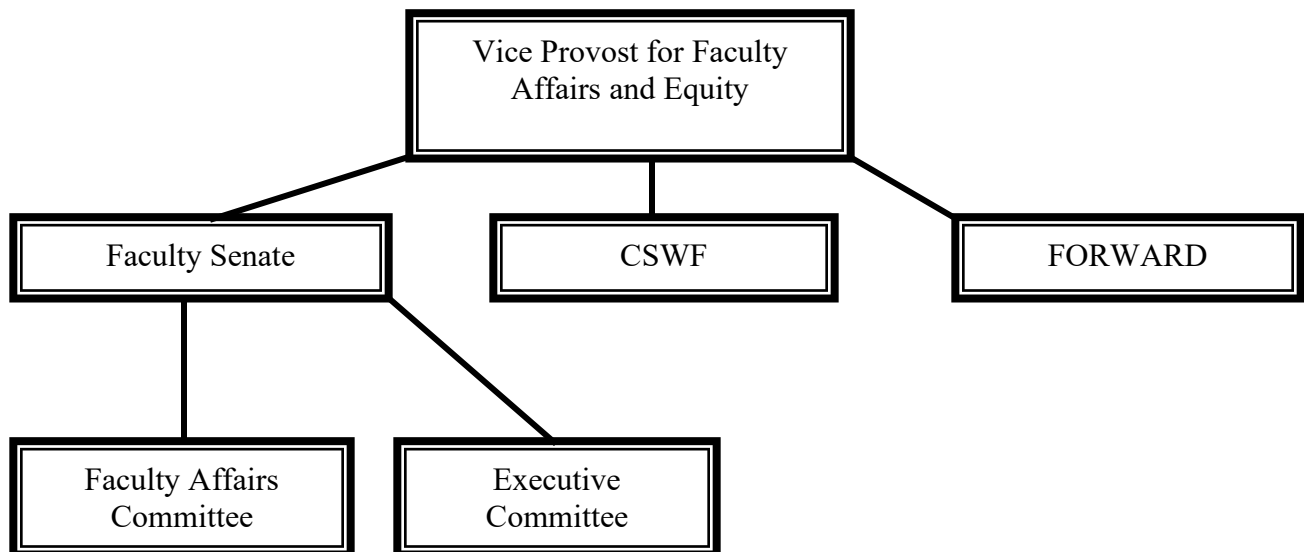 Vice Provost for Faculty
Affairs and Equity
Faculty Senate
CSWF
FORWARD
Faculty Affairs
Committee
Executive
Committee